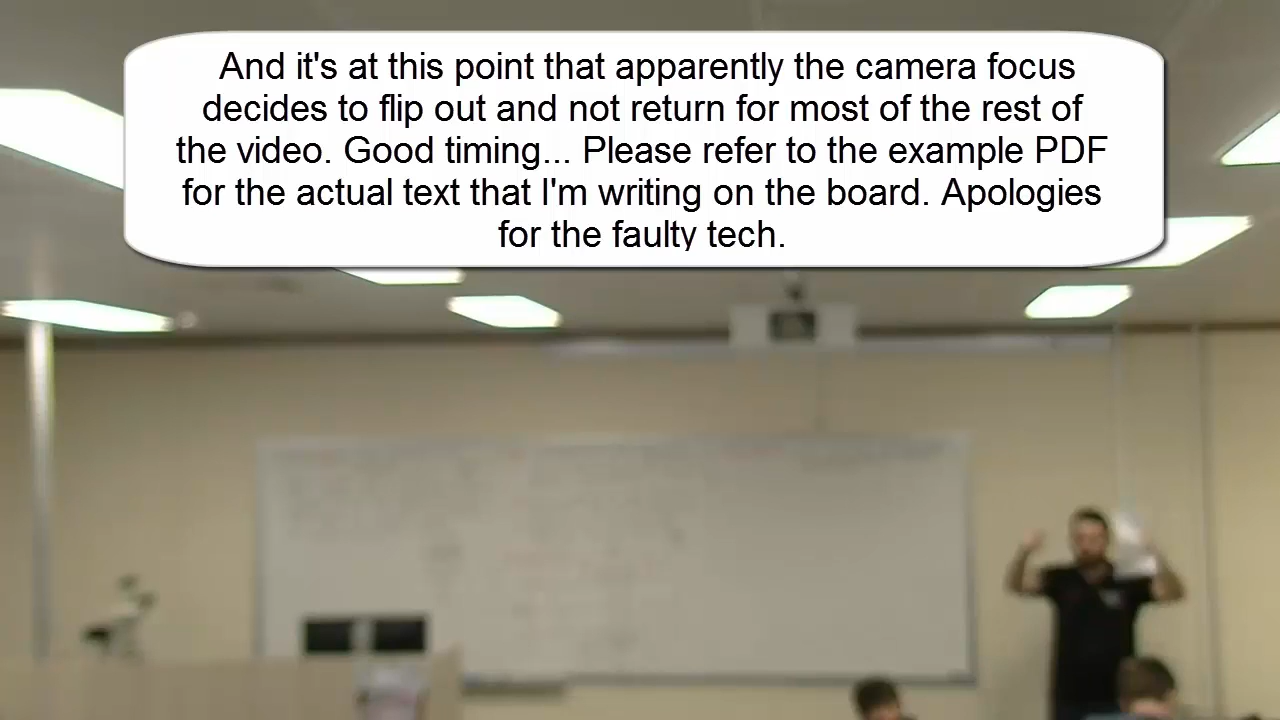 And it's at this point that apparently the camera focus
decides to flip out and not return for most of the rest of
the video. Good timing... Please refer to the example PDF
for the actual text that I'm writing on the board. Apologies
for the faulty tech.